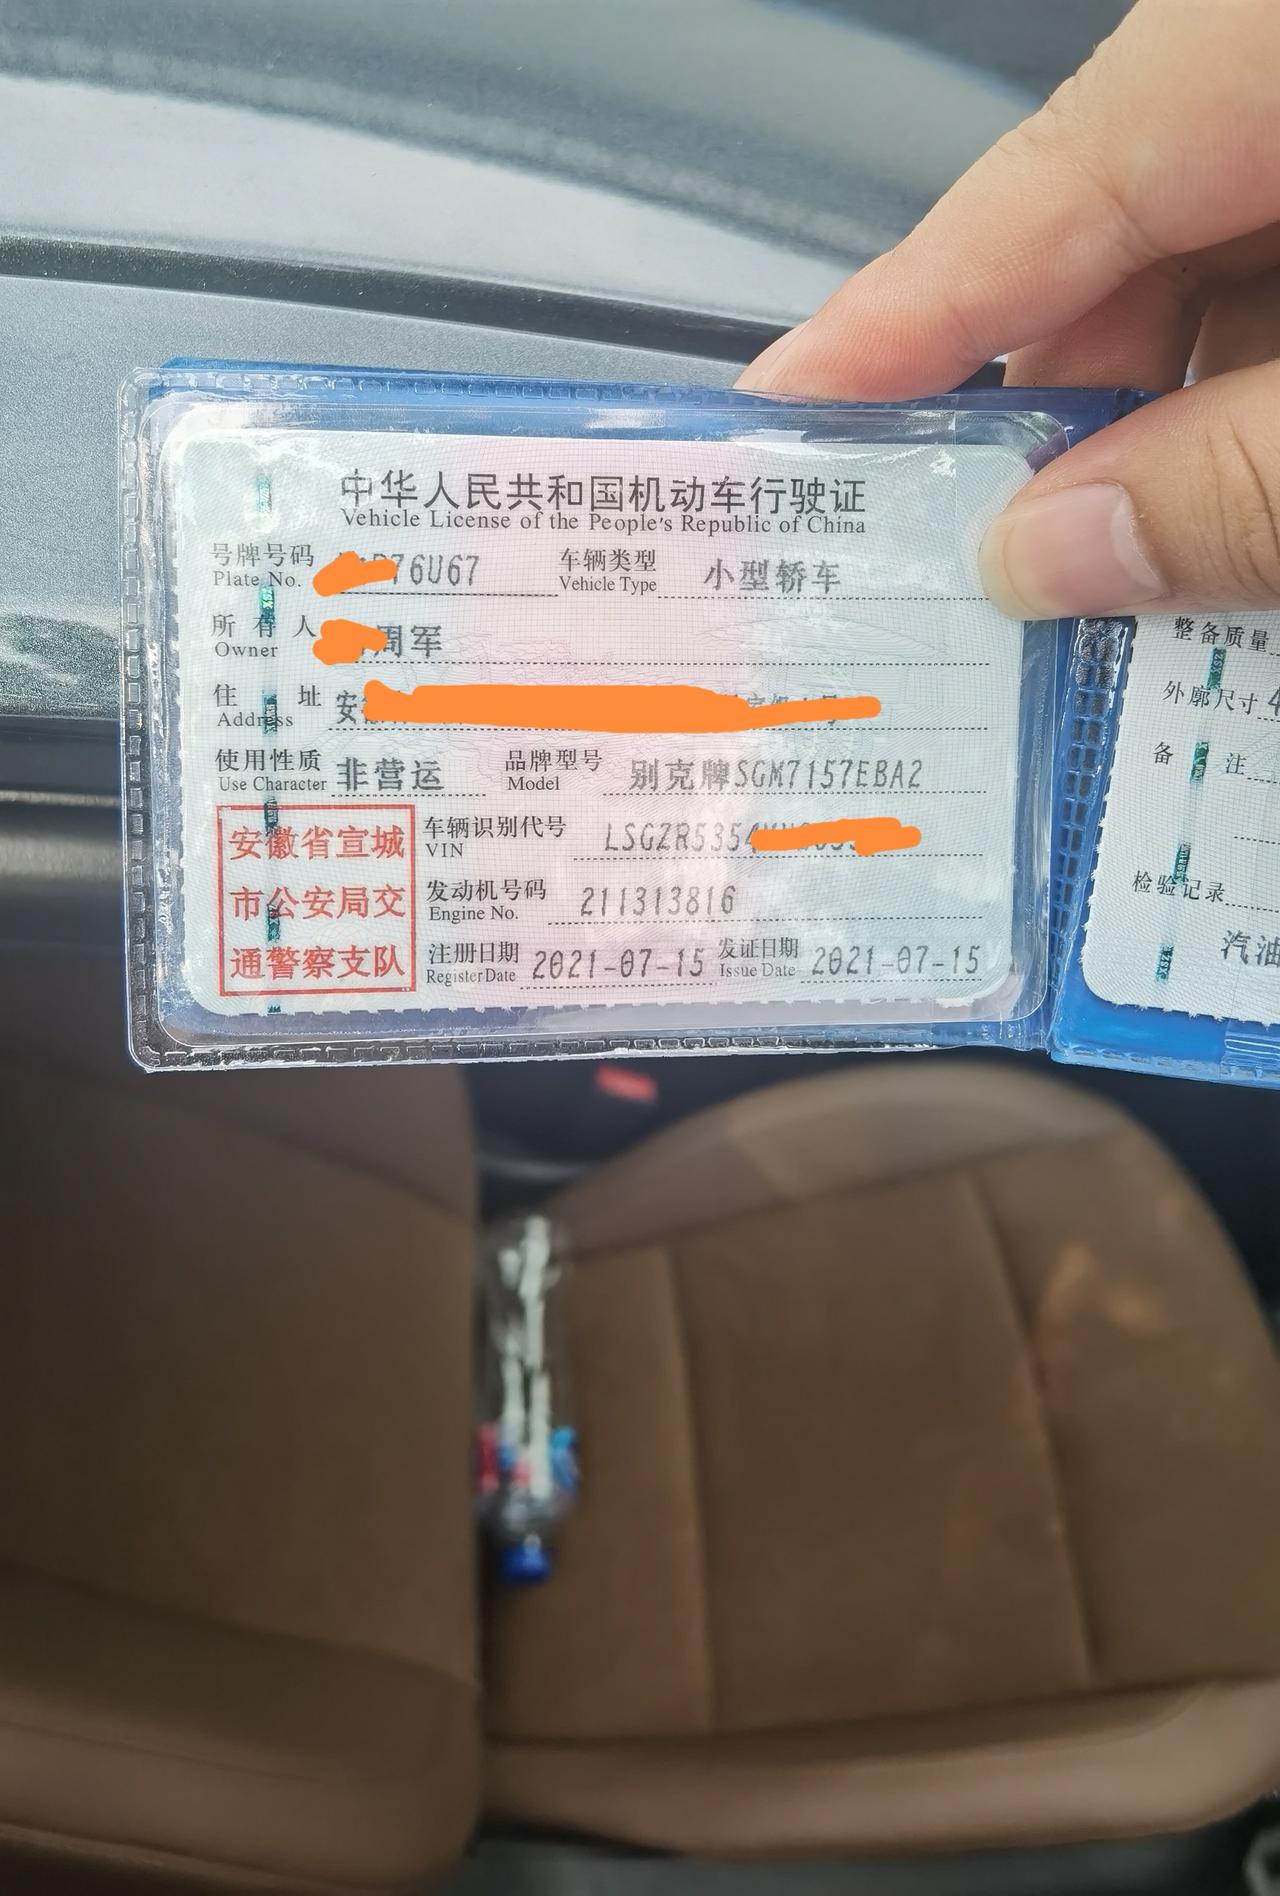 中华人民共和国机动车行驶证
Vehicle License of the People's Republic of China
号牌号码 Plate No. 76U67 车辆类型 Vehicle Type 小型轿车
所有人 Owner 周军
住址 Address 安
使用性质 Use Character 非营运 品牌型号 Model 别克牌SGM7157EBA2
车辆识别代号 VIN LSGZR5354
发动机号码 Engine No. 211313816
注册日期 Register Date 2021-07-15 发证日期 Issue Date 2021-07-15
安徽省宣城
市公安局交
通警察支队
整备质量
外廓尺寸 4
备注
检验记录
汽油